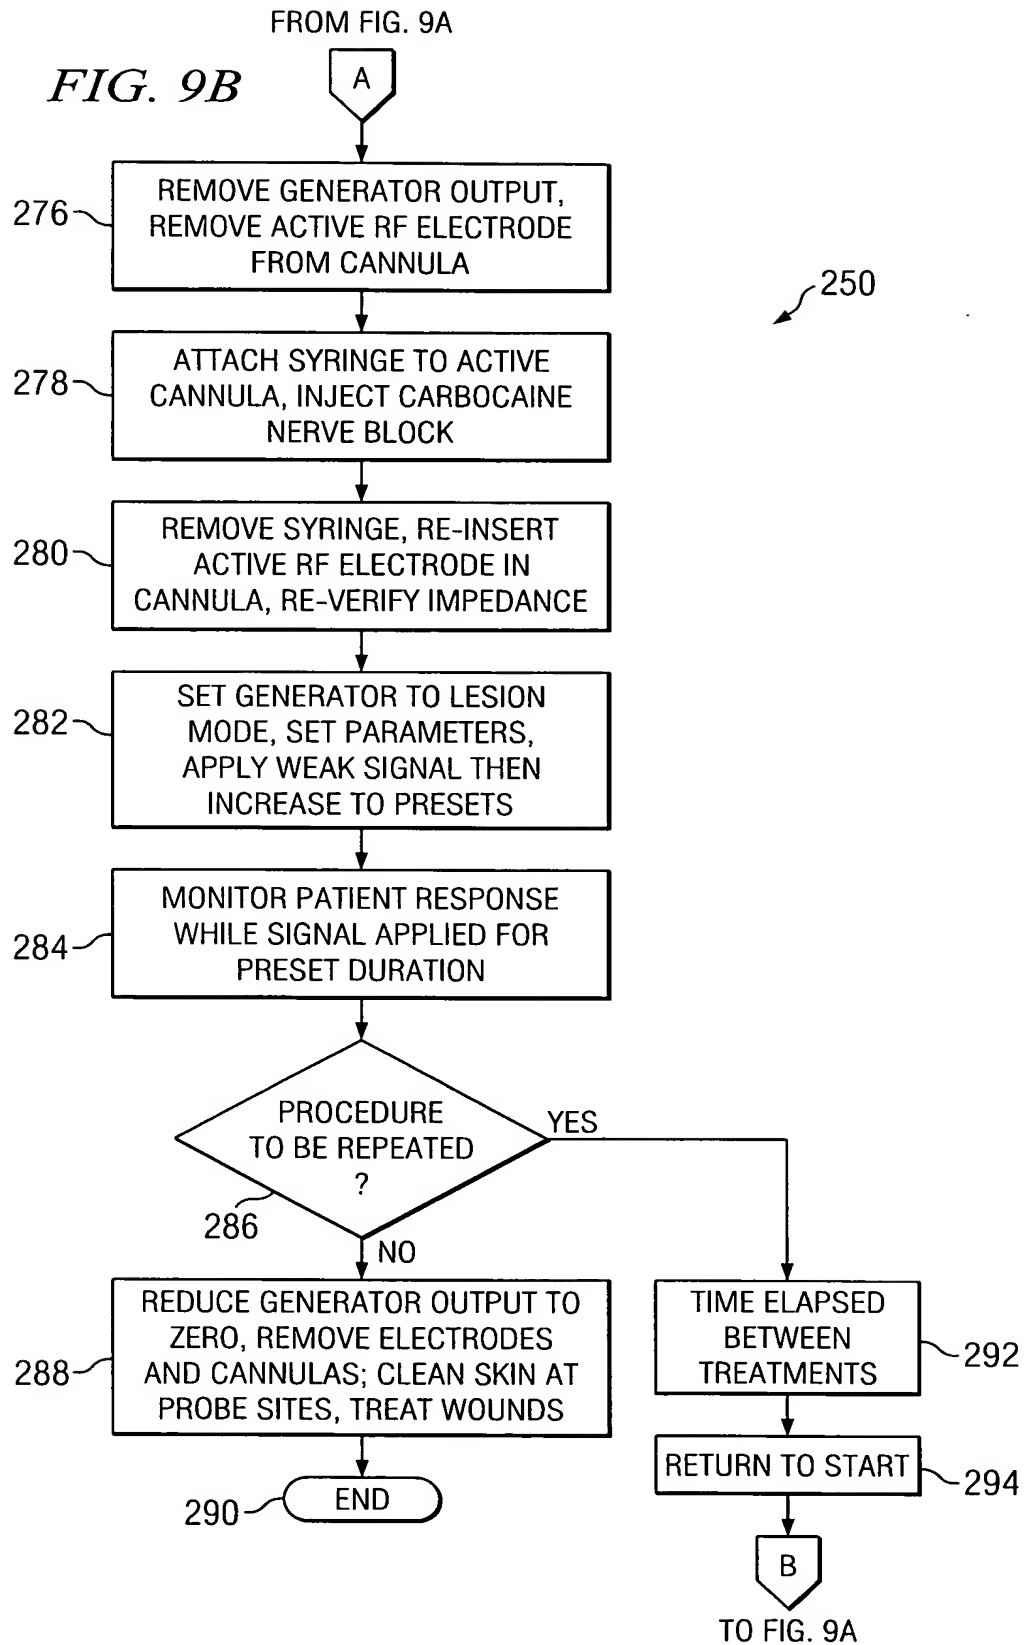 FROM FIG. 9A
A
FIG. 9B
276
REMOVE GENERATOR OUTPUT,
REMOVE ACTIVE RF ELECTRODE
FROM CANNULA
250
278
ATTACH SYRINGE TO ACTIVE
CANNULA, INJECT CARBOCAINE
NERVE BLOCK
280
REMOVE SYRINGE, RE-INSERT
ACTIVE RF ELECTRODE IN
CANNULA, RE-VERIFY IMPEDANCE
282
SET GENERATOR TO LESION
MODE, SET PARAMETERS,
APPLY WEAK SIGNAL THEN
INCREASE TO PRESETS
284
MONITOR PATIENT RESPONSE
WHILE SIGNAL APPLIED FOR
PRESET DURATION
PROCEDURE
TO BE REPEATED
?
286
YES
NO
288
REDUCE GENERATOR OUTPUT TO
ZERO, REMOVE ELECTRODES
AND CANNULAS; CLEAN SKIN AT
PROBE SITES, TREAT WOUNDS
290
END
TIME ELAPSED
BETWEEN
TREATMENTS
292
RETURN TO START
294
B
TO FIG. 9A